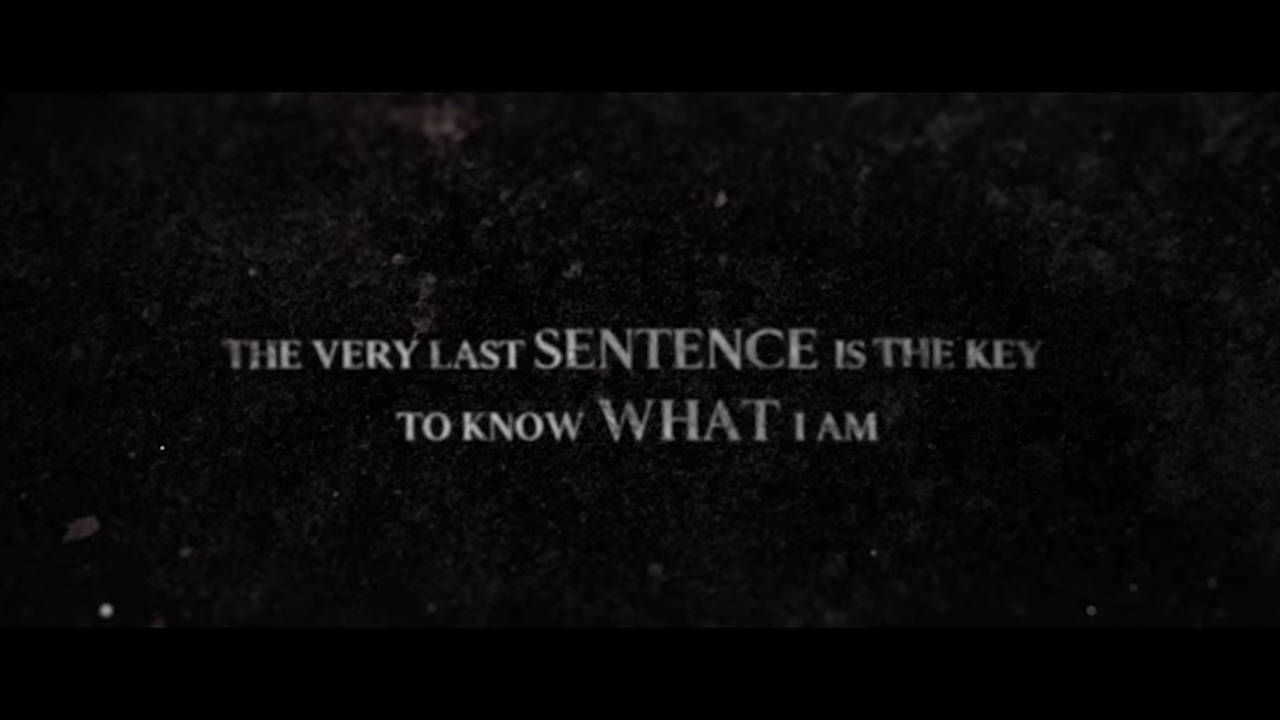 THE VERY LAST SENTENCE IS THE KEY
TO KNOW WHAT I AM